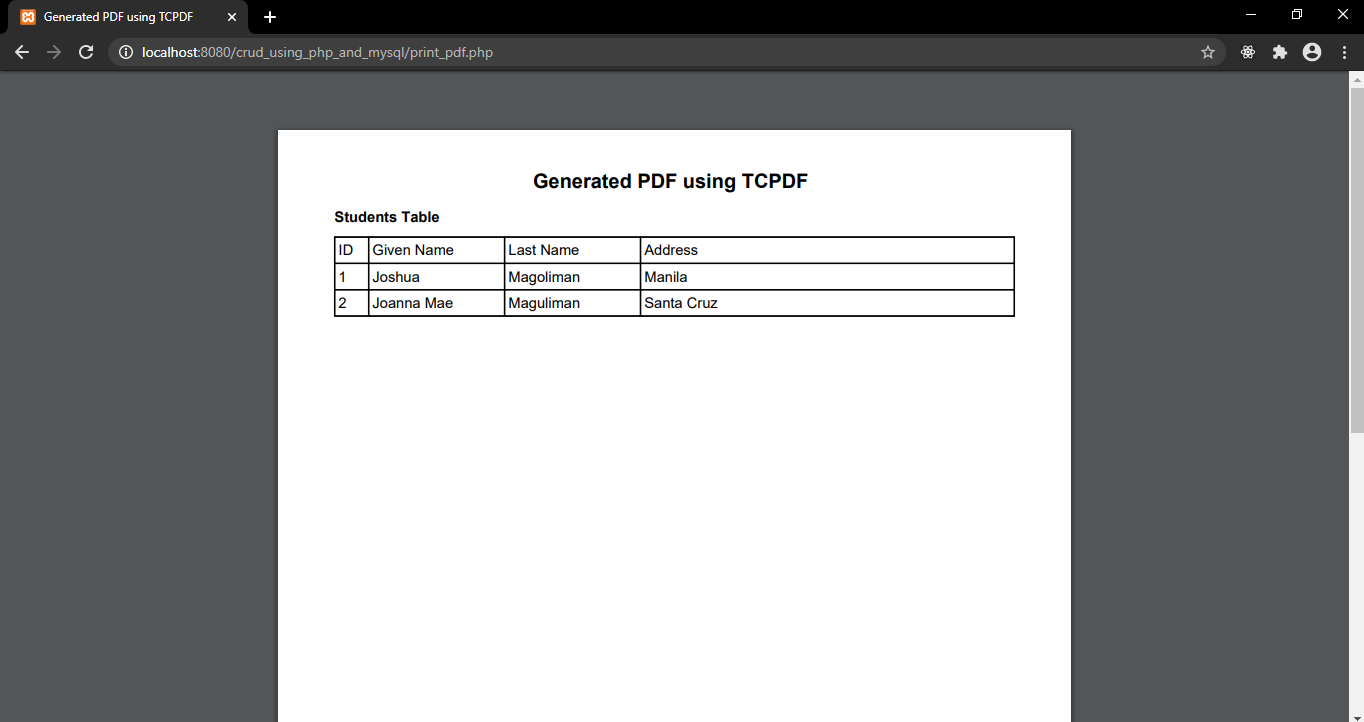 Generated PDF using TCPDF
localhost:8080/crud_using_php_and_mysql/print_pdf.php
Generated PDF using TCPDF
Students Table
ID Given Name Last Name Address
1 Joshua Magoliman Manila
2 Joanna Mae Maguliman Santa Cruz